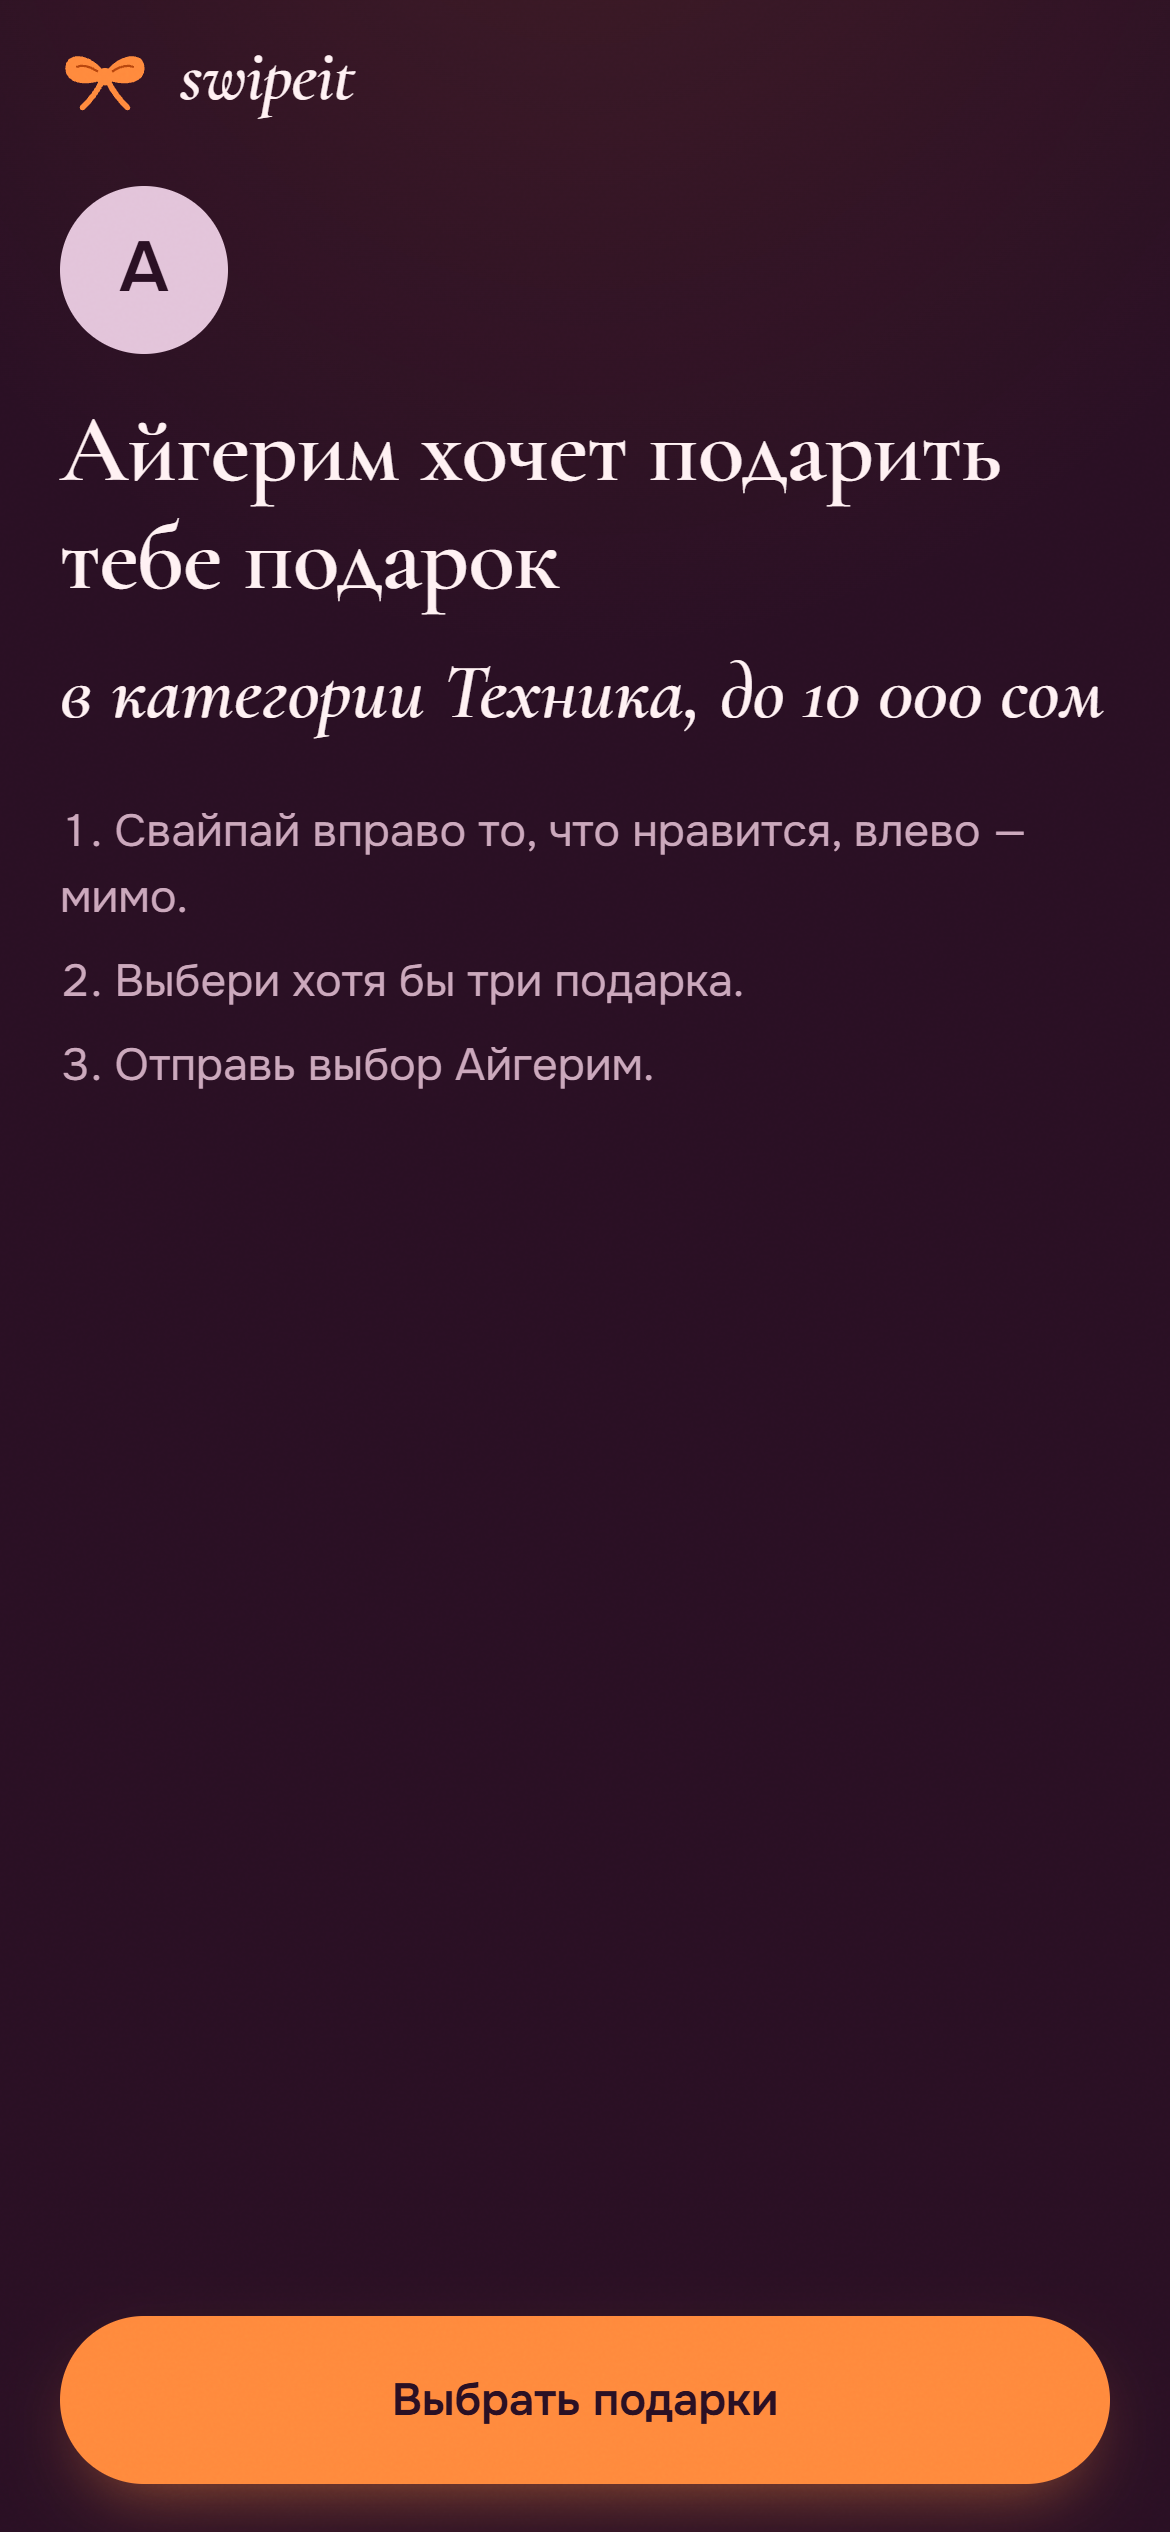 swipeit
А
Айгерим хочет подарить
тебе подарок
в категории Техника, до 10 000 сом
1. Свайпай вправо то, что нравится, влево —
мимо.
2. Выбери хотя бы три подарка.
3. Отправь выбор Айгерим.
Выбрать подарки